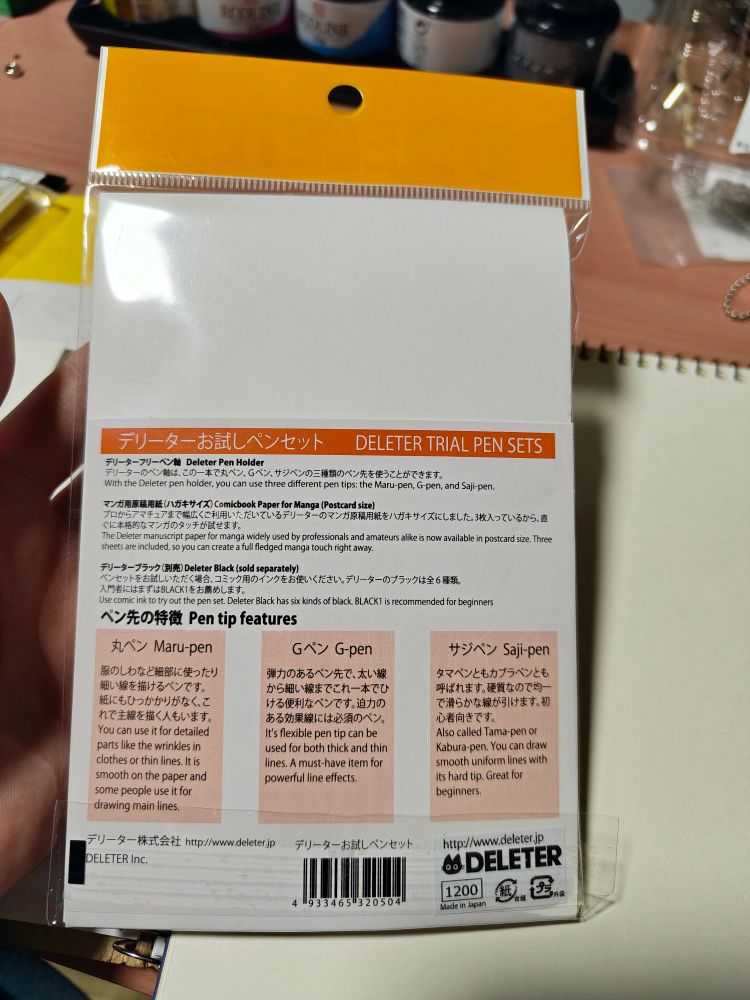 ECOLINE
ECOLINE
デリーターお試しペンセット DELETER TRIAL PEN SETS
デリーターフリーペン軸 Deleter Pen Holder
デリーターのペン軸は、この一本で丸ペン、Gペン、サジペンの三種類のペン先を使うことができます。
With the Deleter pen holder, you can use three different pen tips: the Maru-pen, G-pen, and Saji-pen.
マンガ用原稿用紙(ハガキサイズ) Comicbook Paper for Manga (Postcard size)
プロからアマチュアまで幅広くご利用いただいているデリーターのマンガ原稿用紙をハガキサイズにしました。3枚入っているから、直
ぐに本格的なマンガのタッチが試せます。
The Deleter manuscript paper for manga widely used by professionals and amateurs alike is now available in postcard size. Three
sheets are included, so you can create a full fledged manga touch right away.
デリーターブラック(別売) Deleter Black (sold separately)
ペンセットをお試しいただく場合、コミック用のインクをお使いください。デリーターのブラックは全6種類。
入門者にはまずはBLACK1をお薦めします。
Use comic ink to try out the pen set. Deleter Black has six kinds of black. BLACK1 is recommended for beginners
ペン先の特徴 Pen tip features
丸ペン Maru-pen
服のしわなど細部に使ったり
細い線を描けるペンです。
紙にもひっかかりがなく、こ
れで主線を描く人もいます。
You can use it for detailed
parts like the wrinkles in
clothes or thin lines. It is
smooth on the paper and
some people use it for
drawing main lines.
Gペン G-pen
弾力のあるペン先で、太い線
から細い線までこれ一本でひ
ける便利なペンです。迫力の
ある効果線には必須のペン。
It's flexible pen tip can be
used for both thick and thin
lines. A must-have item for
powerful line effects.
サジペン Saji-pen
タマペンともカブラペンとも
呼ばれます。硬質なので均一
で滑らかな線が引けます。初
心者向きです。
Also called Tama-pen or
Kabura-pen. You can draw
smooth uniform lines with
its hard tip. Great for
beginners.
デリーター株式会社 http://www.deleter.jp
DELETER Inc.
デリーターお試しペンセット
4 933465 320504
http://www.deleter.jp
DELETER
1200
Made in Japan
紙 台紙
プラ 外袋